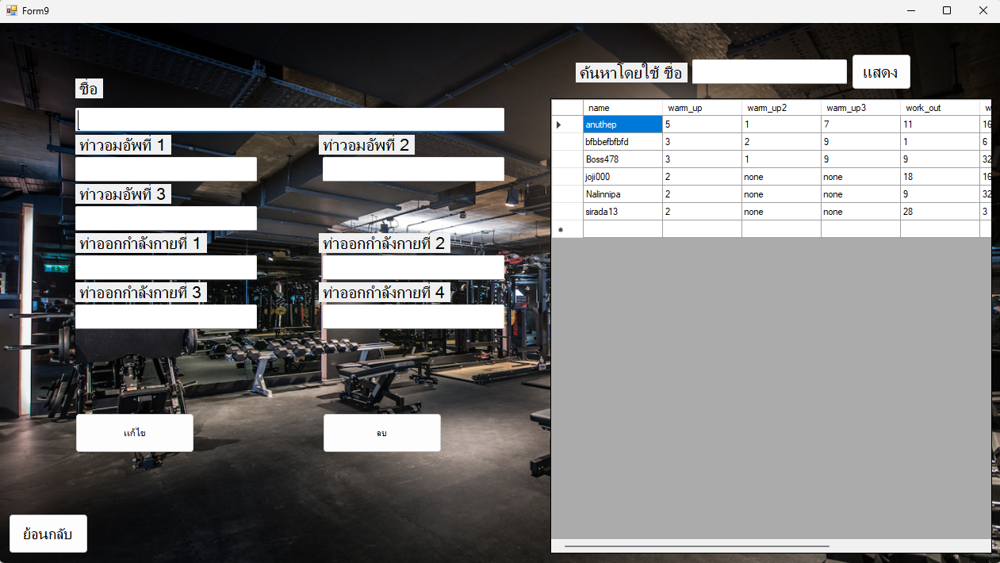 Form9
ชื่อ
ท่าวอมอัพที่ 1 ท่าวอมอัพที่ 2
ท่าวอมอัพที่ 3
ท่าออกกำลังกายที่ 1 ท่าออกกำลังกายที่ 2
ท่าออกกำลังกายที่ 3 ท่าออกกำลังกายที่ 4
แก้ไข ลบ
ย้อนกลับ
ค้นหาโดยใช้ ชื่อ แสดง
name warm_up warm_up2 warm_up3 work_out w
anuthep 5 1 7 11 16
bfbbefbfbfd 3 2 9 1 6
Boss478 3 1 9 9 32
joji000 2 none none 18 16
Nalinnipa 2 none none 9 32
sirada13 2 none none 28 3